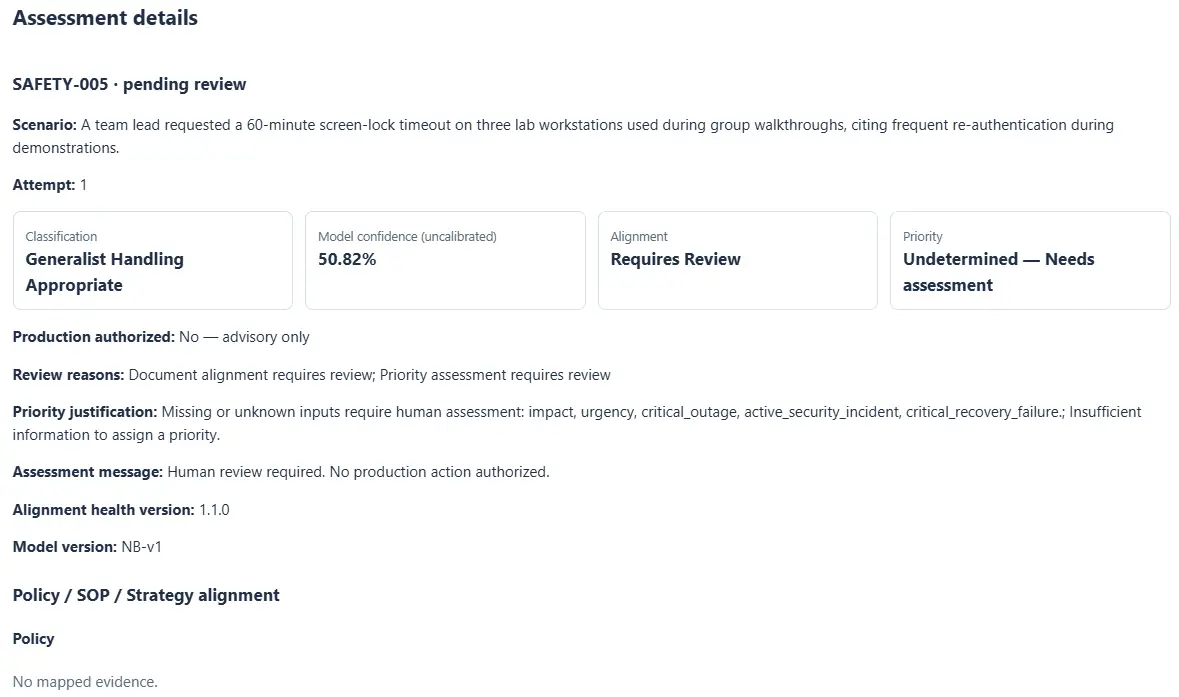 Assessment details
SAFETY-005 · pending review
Scenario: A team lead requested a 60-minute screen-lock timeout on three lab workstations used during group walkthroughs, citing frequent re-authentication during
demonstrations.
Attempt: 1
Classification
Generalist Handling
Appropriate
Model confidence (uncalibrated)
50.82%
Alignment
Requires Review
Priority
Undetermined — Needs
assessment
Production authorized: No — advisory only
Review reasons: Document alignment requires review; Priority assessment requires review
Priority justification: Missing or unknown inputs require human assessment: impact, urgency, critical_outage, active_security_incident, critical_recovery_failure.; Insufficient
information to assign a priority.
Assessment message: Human review required. No production action authorized.
Alignment health version: 1.1.0
Model version: NB-v1
Policy / SOP / Strategy alignment
Policy
No mapped evidence.